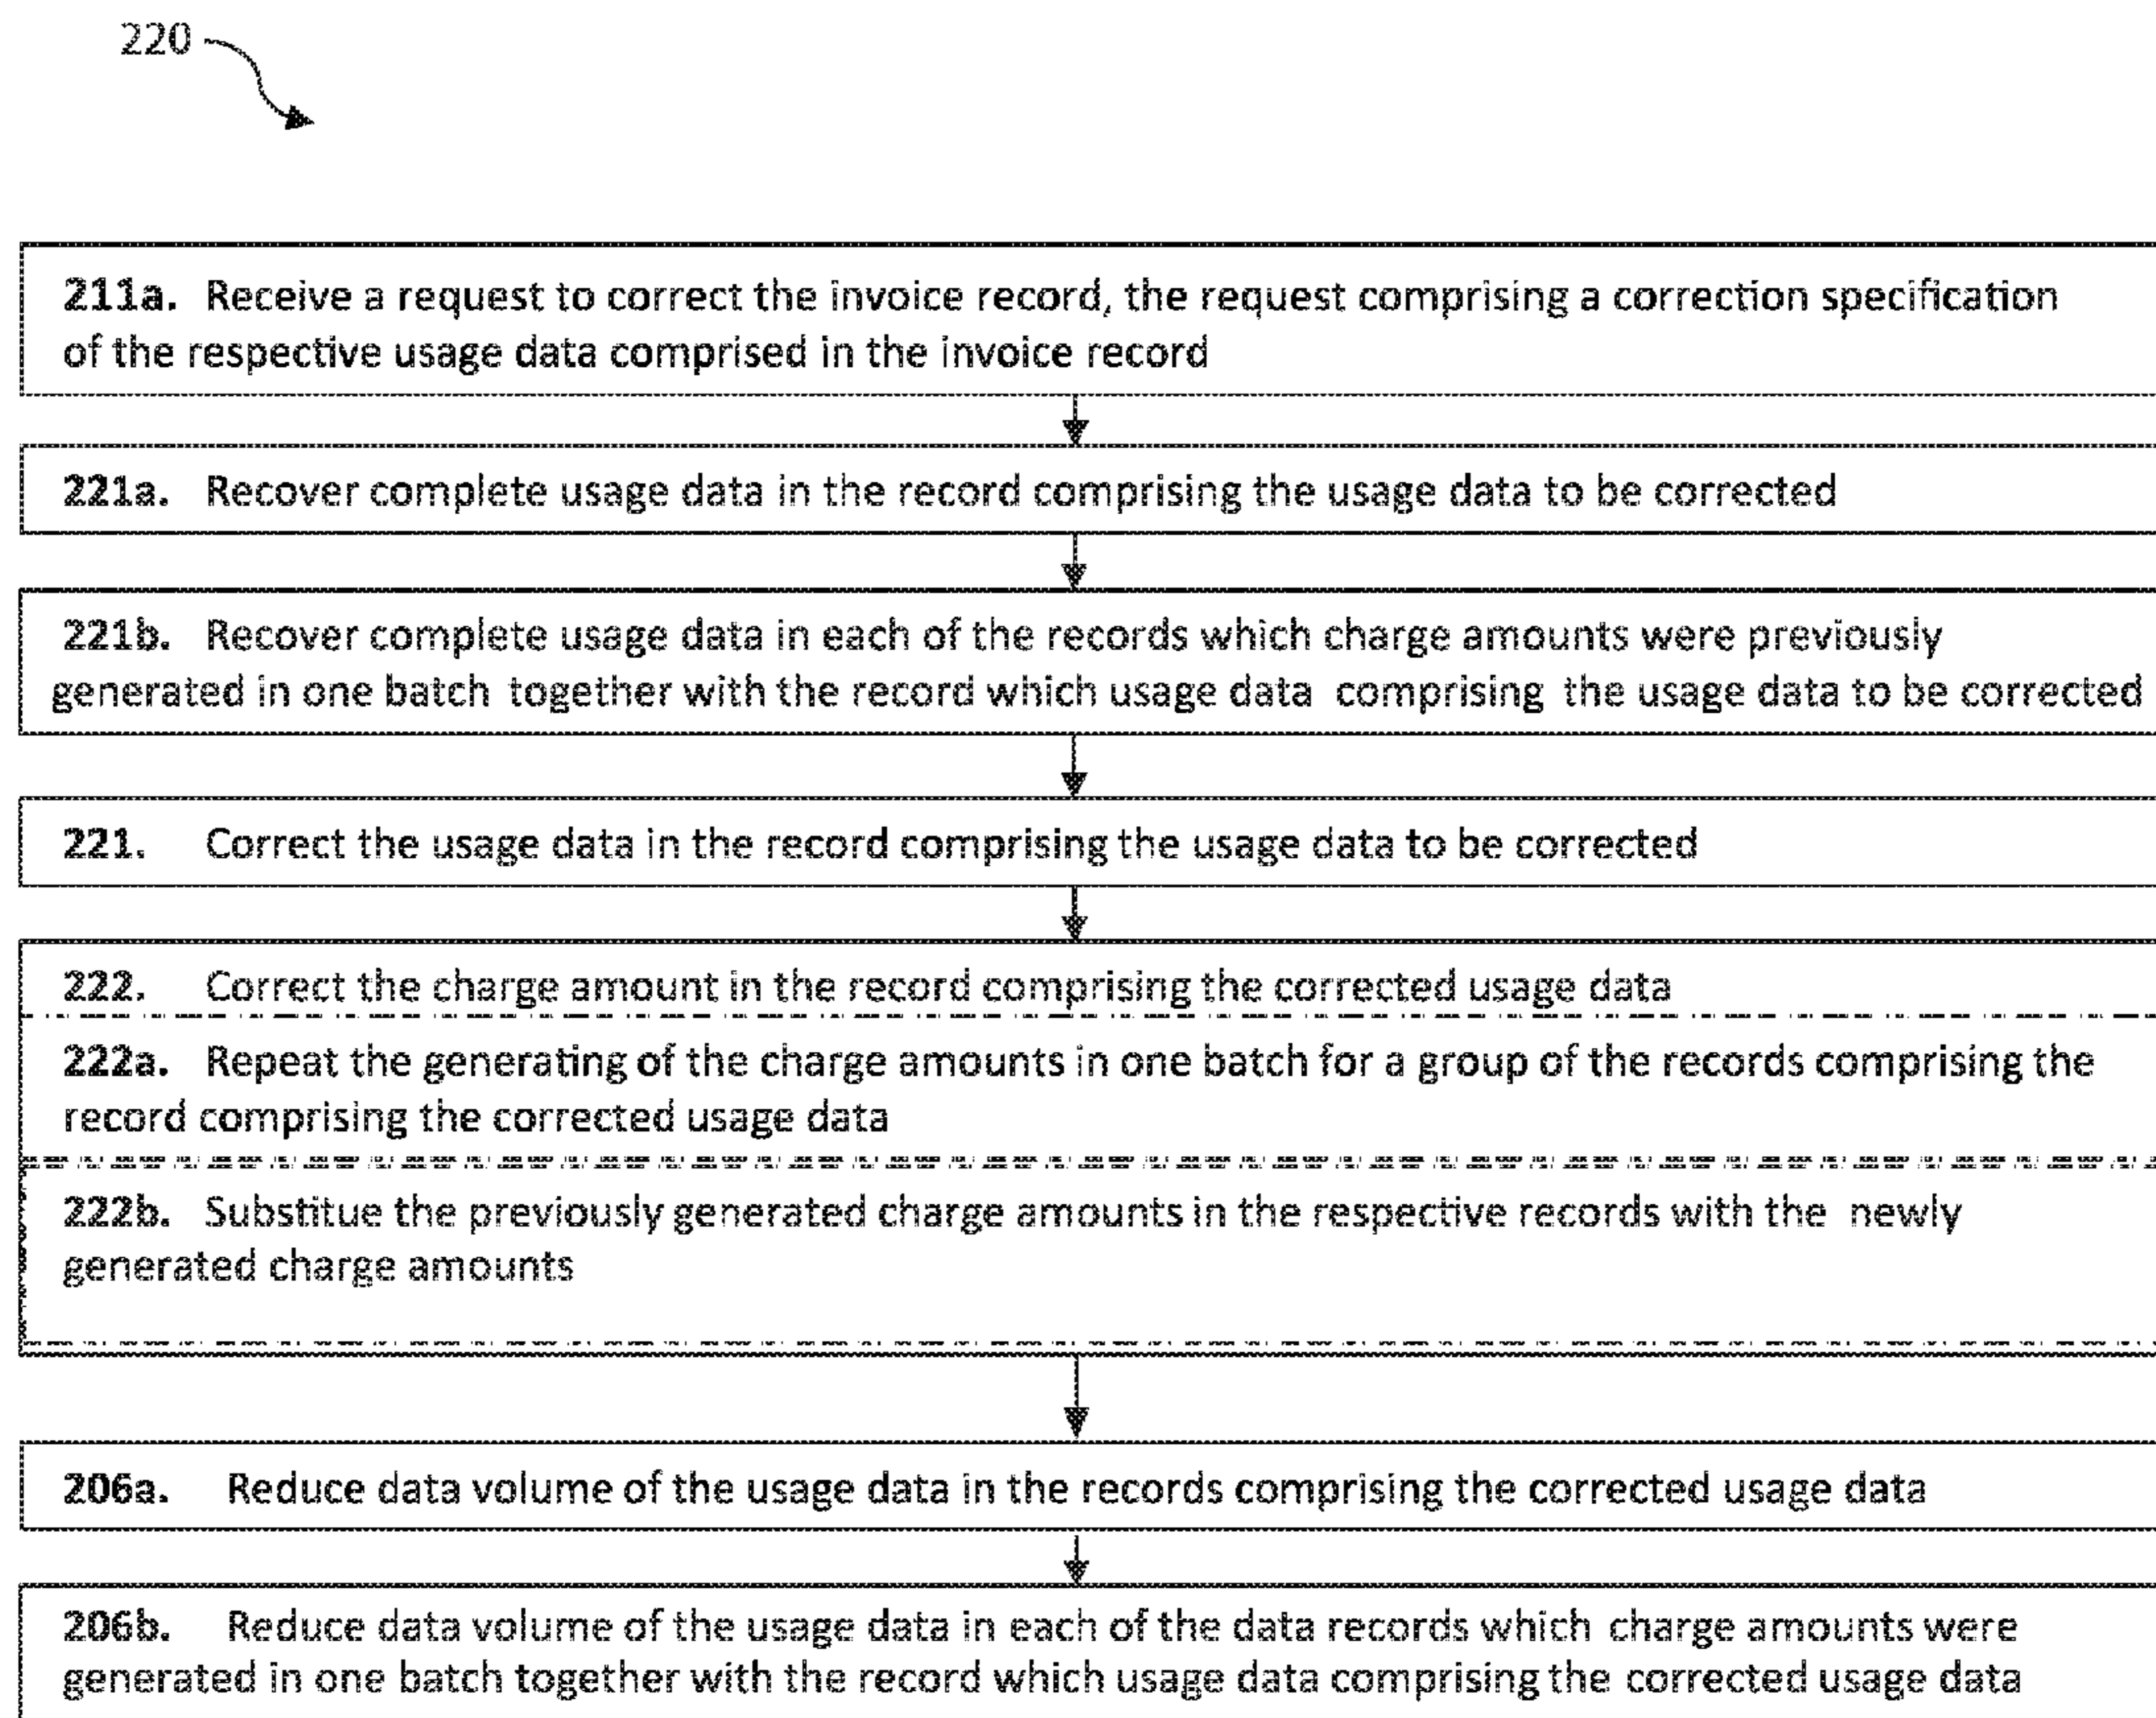 220
211a. Receive a request to correct the invoice record, the request comprising a correction specification
of the respective usage data comprised in the invoice record
221a. Recover complete usage data in the record comprising the usage data to be corrected
221b. Recover complete usage data in each of the records which charge amounts were previously
generated in one batch together with the record which usage data comprising the usage data to be corrected
221. Correct the usage data in the record comprising the usage data to be corrected
222. Correct the charge amount in the record comprising the corrected usage data
222a. Repeat the generating of the charge amounts in one batch for a group of the records comprising the
record comprising the corrected usage data
222b. Substitue the previously generated charge amounts in the respective records with the newly
generated charge amounts
206a. Reduce data volume of the usage data in the records comprising the corrected usage data
206b. Reduce data volume of the usage data in each of the data records which charge amounts were
generated in one batch together with the record which usage data comprising the corrected usage data